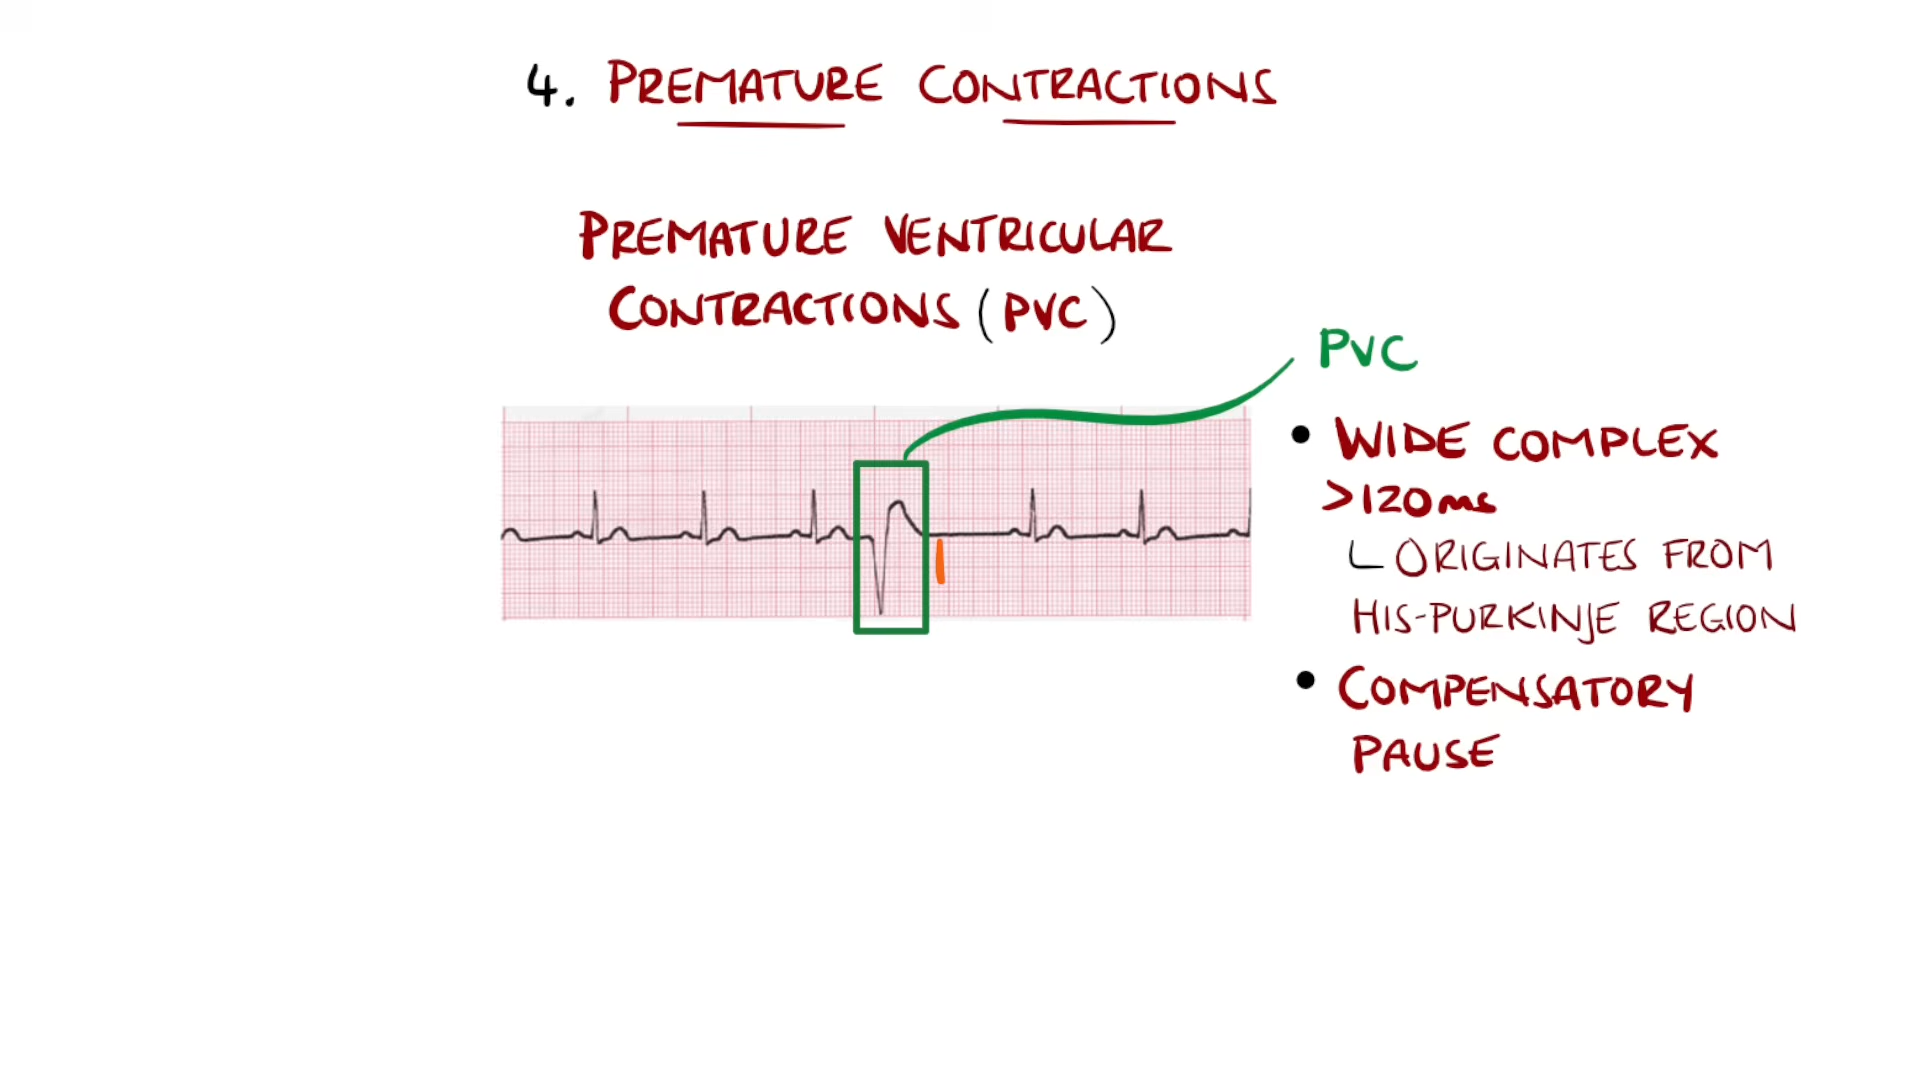 4. PREMATURE CONTRACTIONS
PREMATURE VENTRICULAR
CONTRACTIONS (PVC)
PVC
• WIDE COMPLEX
>120ms
ORIGINATES FROM
HIS-PURKINJE REGION
• COMPENSATORY
PAUSE